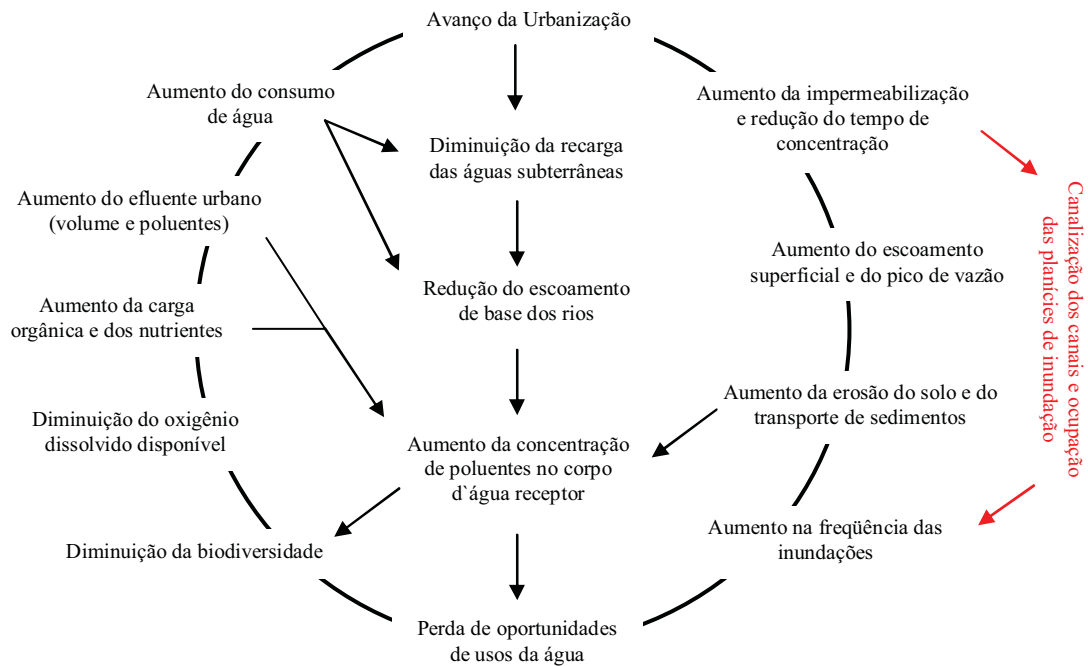 Avanço da Urbanização
Aumento do consumo
de água
Aumento da impermeabilização
e redução do tempo de
concentração
Diminuição da recarga
das águas subterrâneas
Aumento do efluente urbano
(volume e poluentes)
Canalização dos canais e ocupação
das planícies de inundação
Aumento do escoamento
superficial e do pico de vazão
Redução do escoamento
de base dos rios
Aumento da carga
orgânica e dos nutrientes
Aumento da erosão do solo e do
transporte de sedimentos
Diminuição do oxigênio
dissolvido disponível
Aumento da concentração
de poluentes no corpo
d`água receptor
Aumento na freqüência das
inundações
Diminuição da biodiversidade
Perda de oportunidades
de usos da água